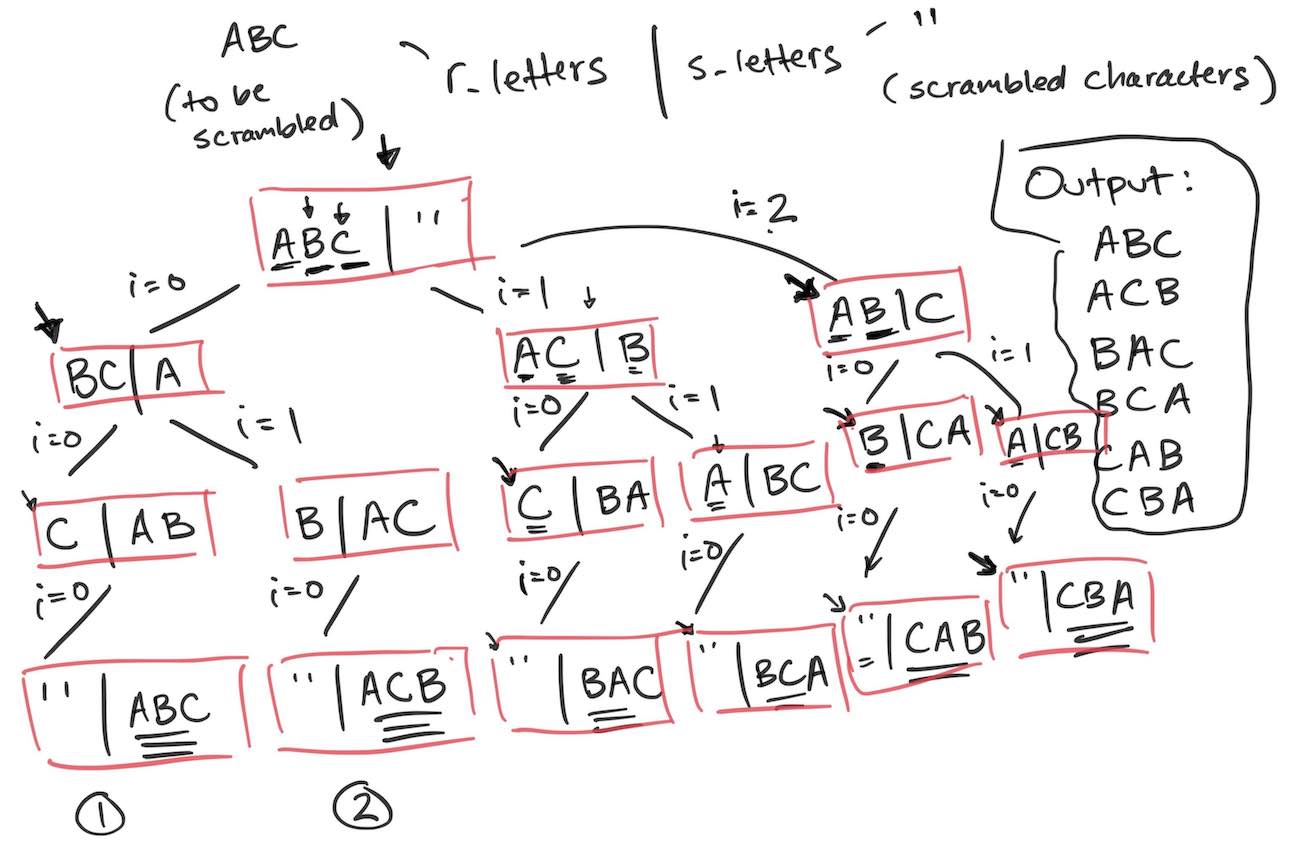 ABC
(to be
scrambled)
r_letters | s_letters
''
(scrambled characters)
Output:
ABC
ACB
BAC
BCA
CAB
CBA
ABC | ''
i=0
i=1
i=2
BC | A
AC | B
AB | C
i=0
i=1
i=0
i=1
i=0
i=1
C | AB
B | AC
C | BA
A | BC
B | CA
A | CB
i=0
i=0
i=0
i=0
i=0
i=0
'' | ABC
'' | ACB
'' | BAC
'' | BCA
'' | CAB
'' | CBA
1
2